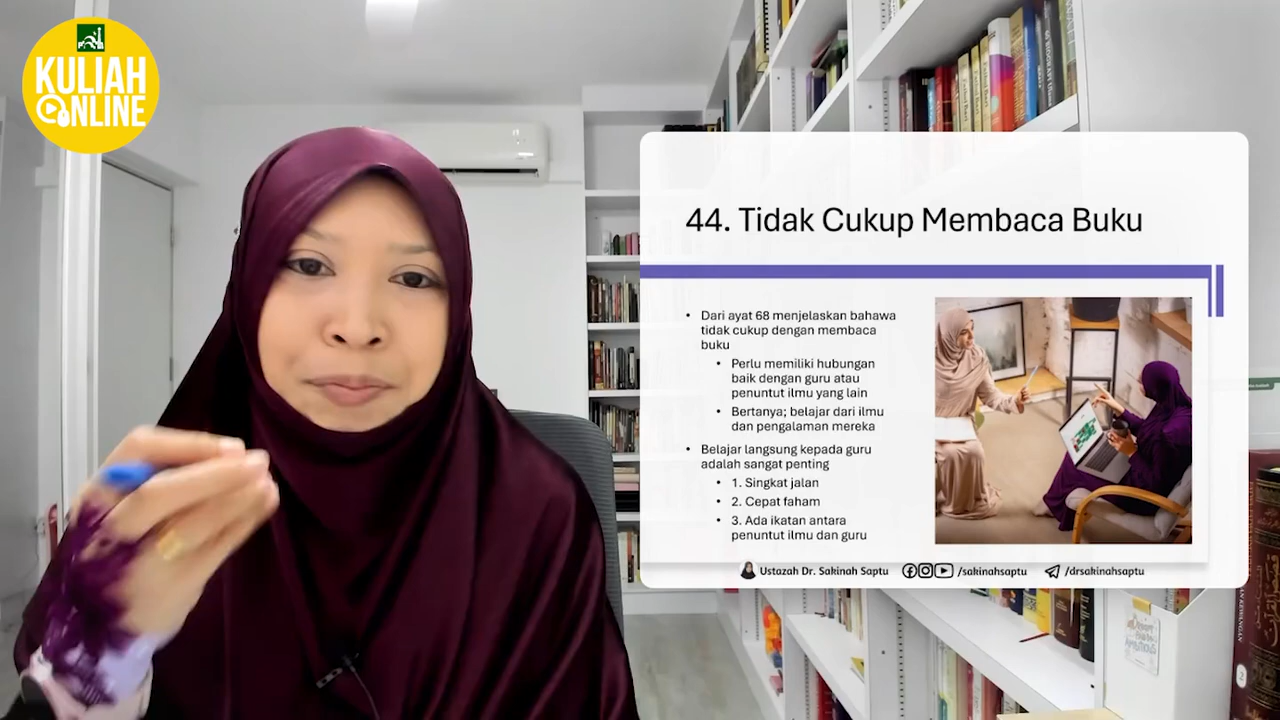 KULIAH
ONLINE
44. Tidak Cukup Membaca Buku
• Dari ayat 68 menjelaskan bahawa
tidak cukup dengan membaca
buku
• Perlu memiliki hubungan
baik dengan guru atau
penuntut ilmu yang lain
• Bertanya; belajar dari ilmu
dan pengalaman mereka
• Belajar langsung kepada guru
adalah sangat penting
• 1. Singkat jalan
• 2. Cepat faham
• 3. Ada ikatan antara
penuntut ilmu dan guru
Ustazah Dr. Sakinah Saptu
/sakinahsaptu
/drsakinahsaptu